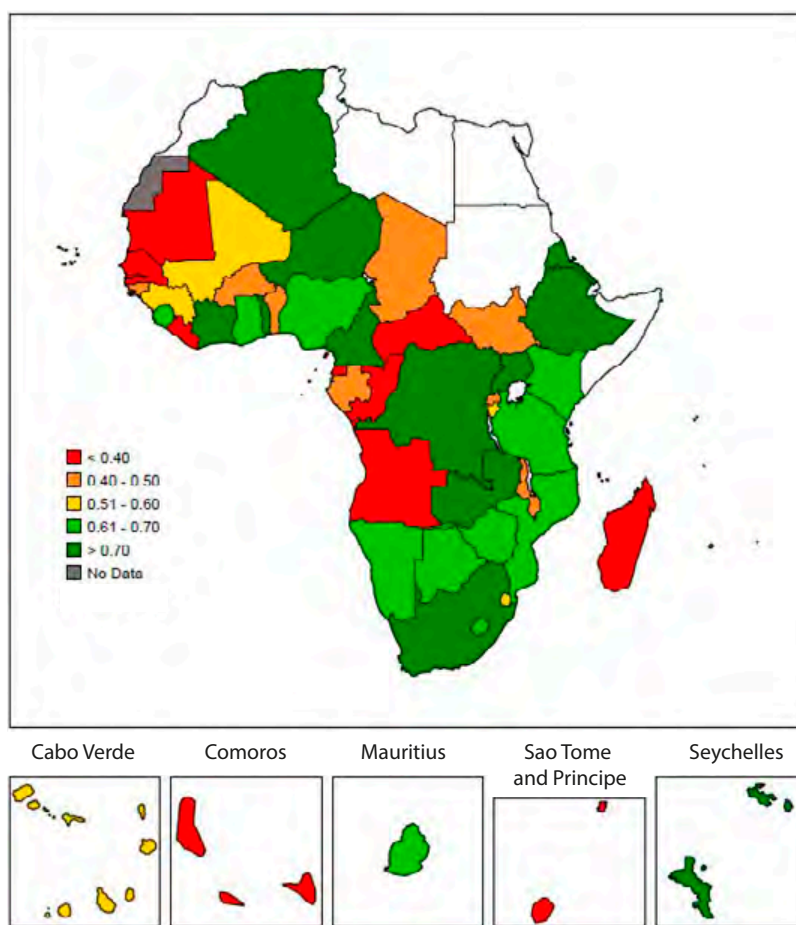 < 0.40
0.40 - 0.50
0.51 - 0.60
0.61 - 0.70
> 0.70
No Data
Cabo Verde
Comoros
Mauritius
Sao Tome
and Principe
Seychelles